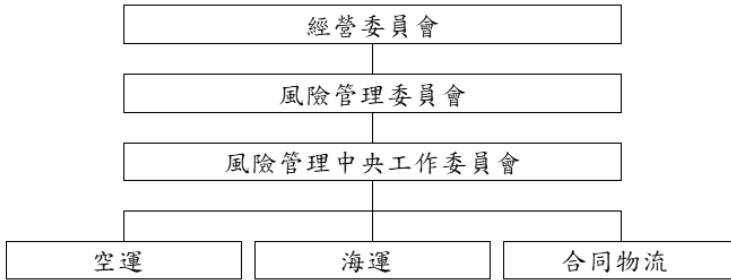 經營委員會
風險管理委員會
風險管理中央工作委員會
空運
海運
合同物流